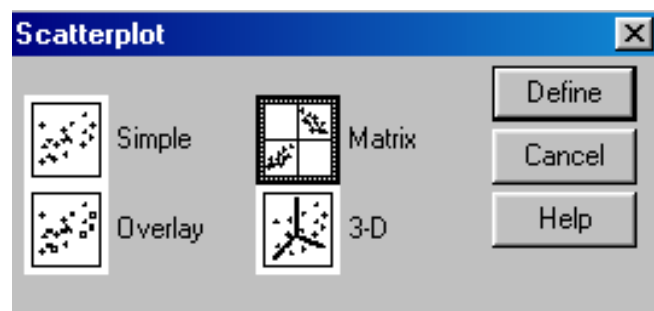 Scatterplot
Simple
Matrix
Define
Cancel
Overlay
3-D
Help